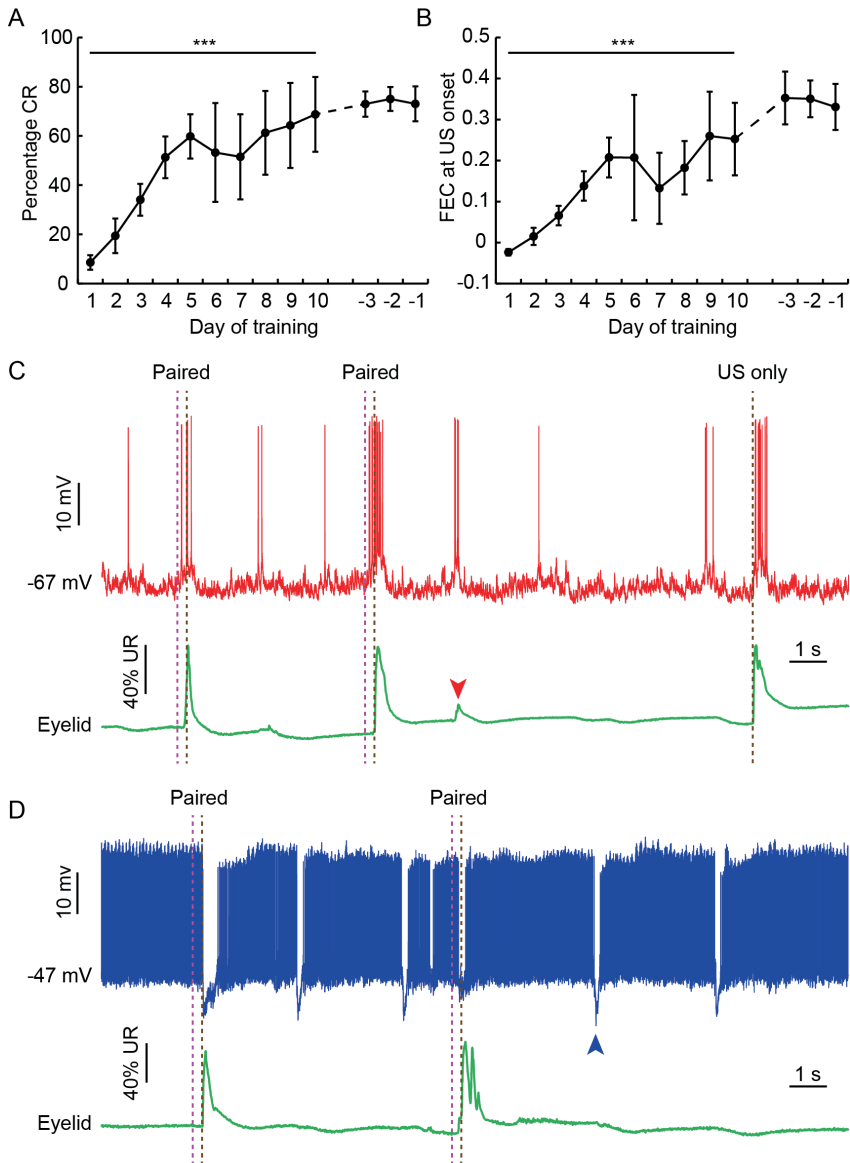 A
***
Percentage CR
100
80
60
40
20
0
1 2 3 4 5 6 7 8 9 10 -3 -2 -1
Day of training
B
***
FEC at US onset
0.5
0.4
0.3
0.2
0.1
0
-0.1
1 2 3 4 5 6 7 8 9 10 -3 -2 -1
Day of training
C
Paired Paired US only
10 mV
-67 mV
40% UR
1 s
Eyelid
D
Paired Paired
10 mv
-47 mV
40% UR
1 s
Eyelid